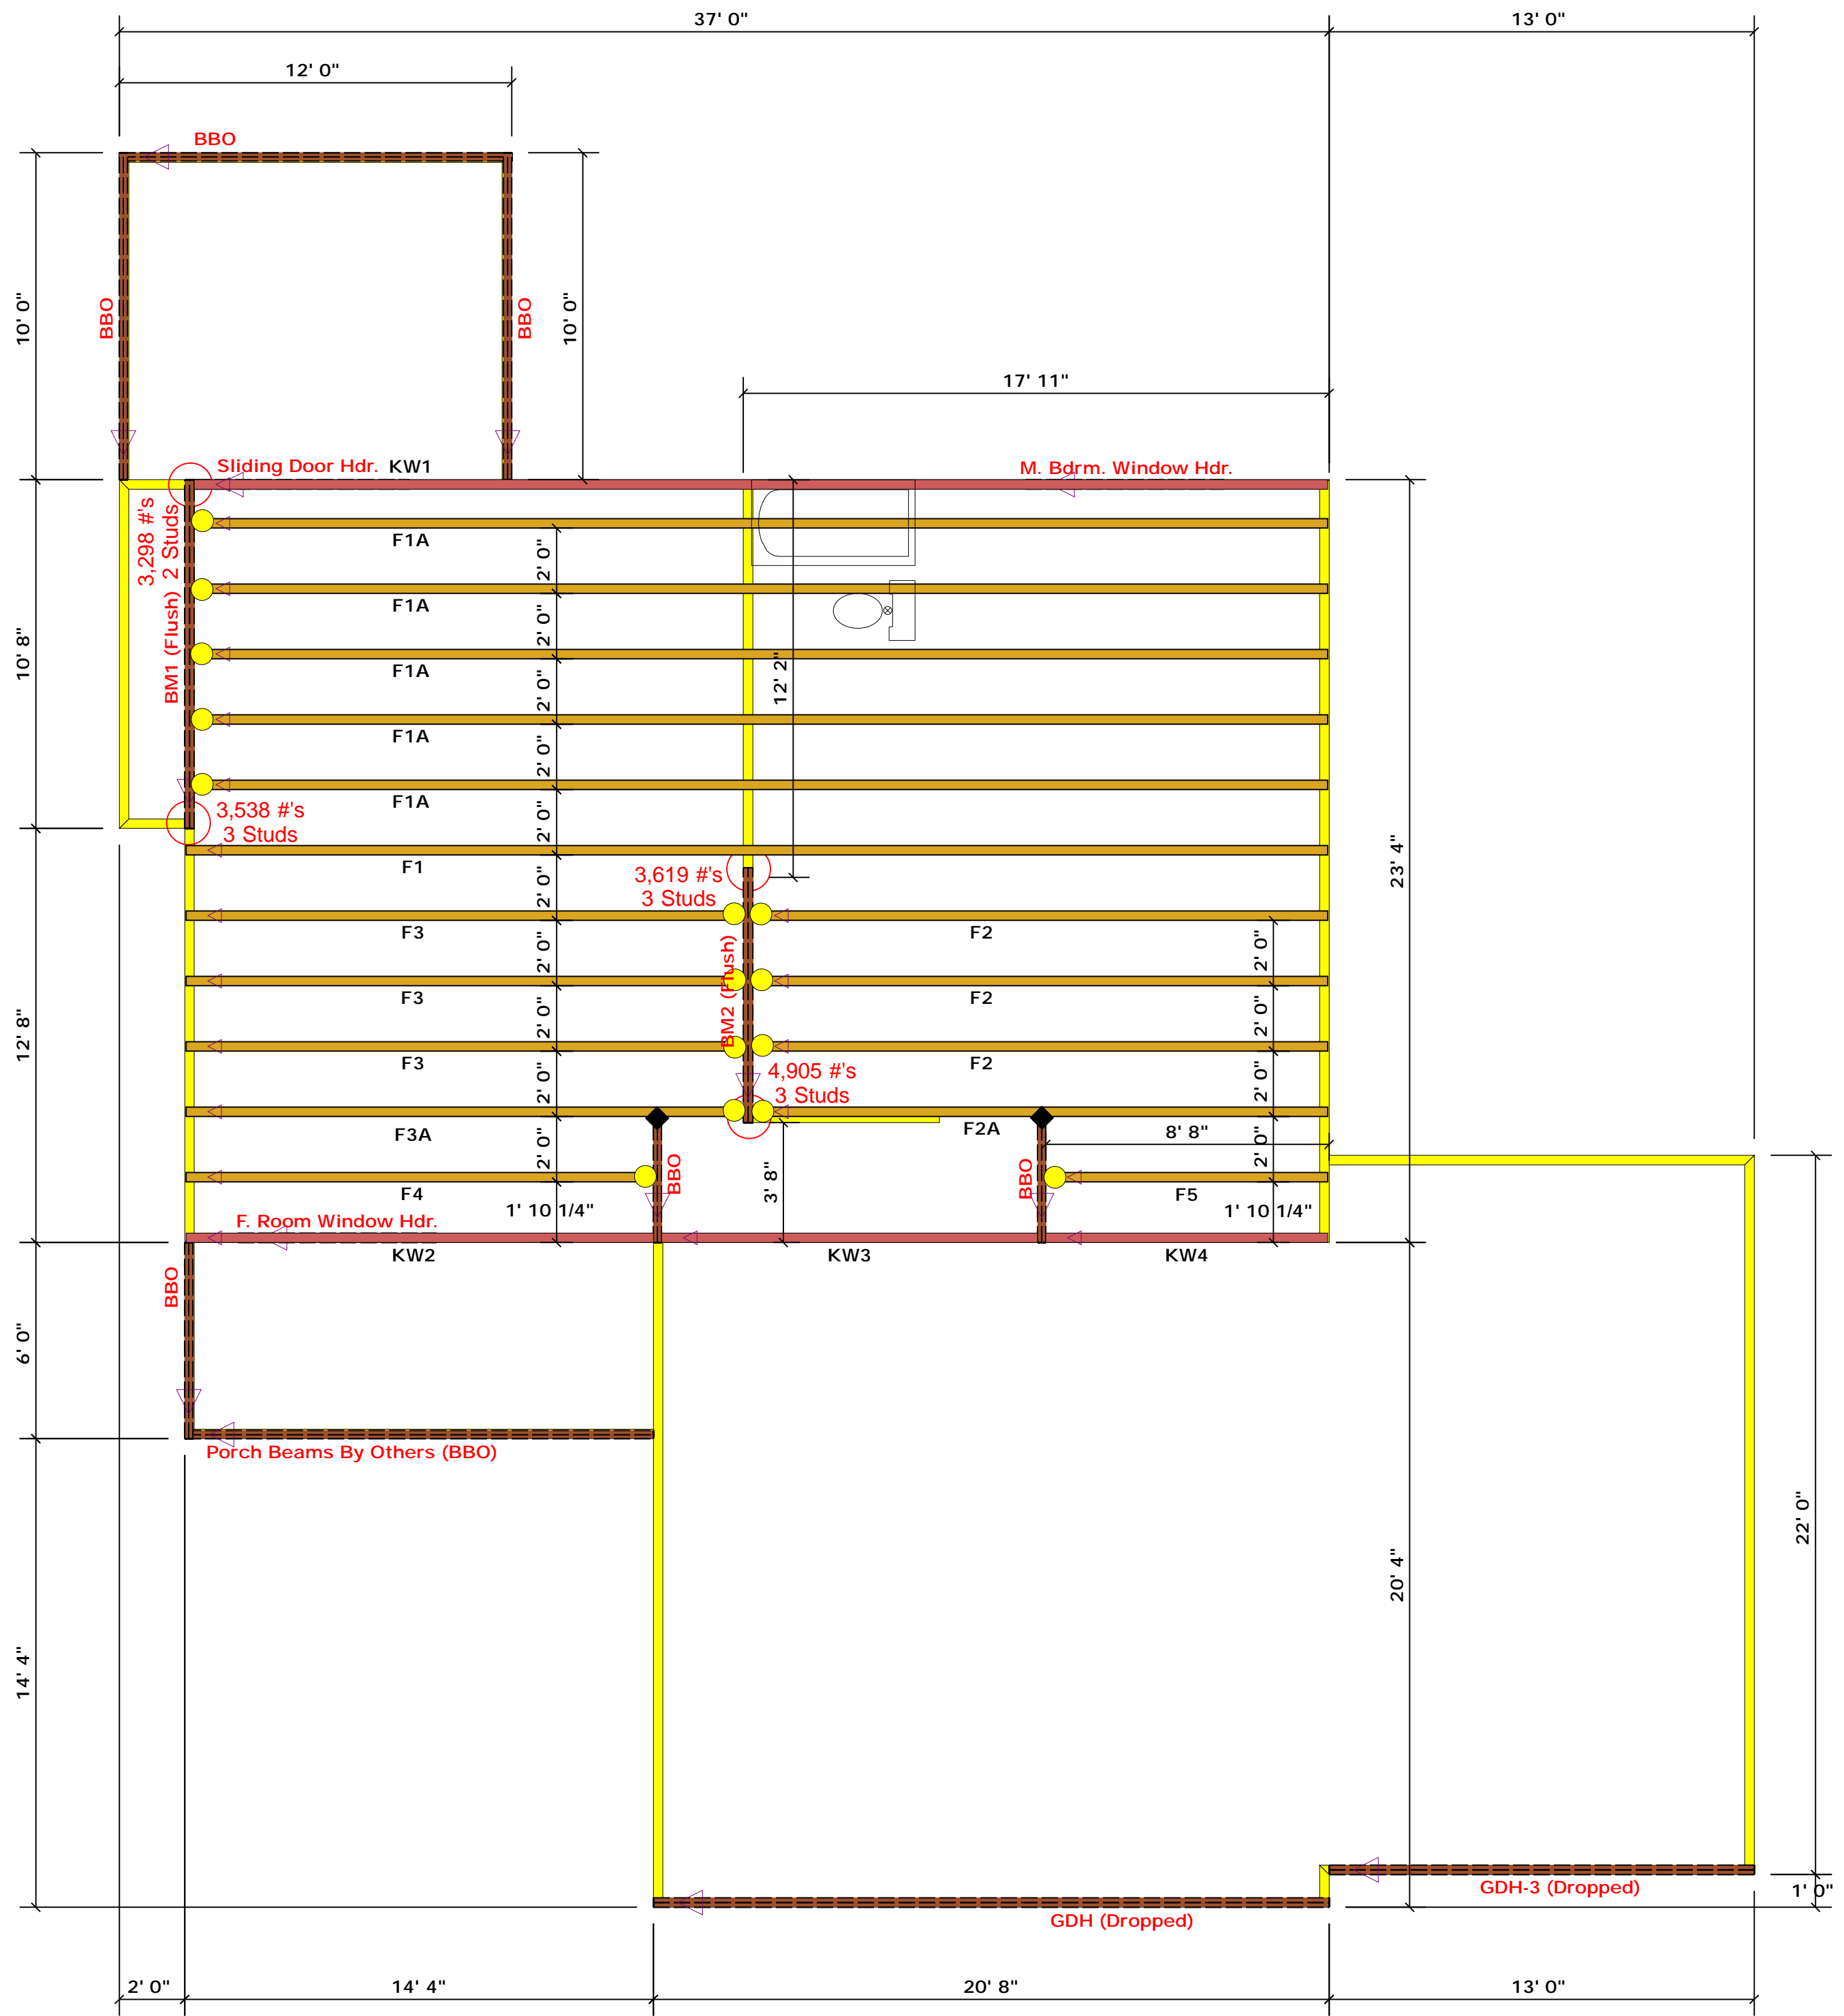 37' 0"
13' 0"
12' 0"
BBO
10' 0"
BBO
BBO
10' 0"
17' 11"
Sliding Door Hdr.
KW1
M. Bdrm. Window Hdr.
3,298 #'s
2 Studs
BM1 (Flush)
10' 8"
F1A
2' 0"
F1A
2' 0"
F1A
2' 0"
12' 2"
F1A
2' 0"
F1A
2' 0"
3,538 #'s
3 Studs
F1
2' 0"
23' 4"
3,619 #'s
3 Studs
F3
2' 0"
F2
BM2 (Flush)
2' 0"
F3
2' 0"
F2
12' 8"
F3
2' 0"
F2
2' 0"
4,905 #'s
3 Studs
F3A
F2A
8' 8"
2' 0"
2' 0"
BBO
BBO
3' 8"
F4
F5
1' 10 1/4"
1' 10 1/4"
F. Room Window Hdr.
KW2
KW3
KW4
BBO
6' 0"
Porch Beams By Others (BBO)
22' 0"
20' 4"
14' 4"
GDH-3 (Dropped)
1' 0"
GDH (Dropped)
2' 0"
14' 4"
20' 8"
13' 0"